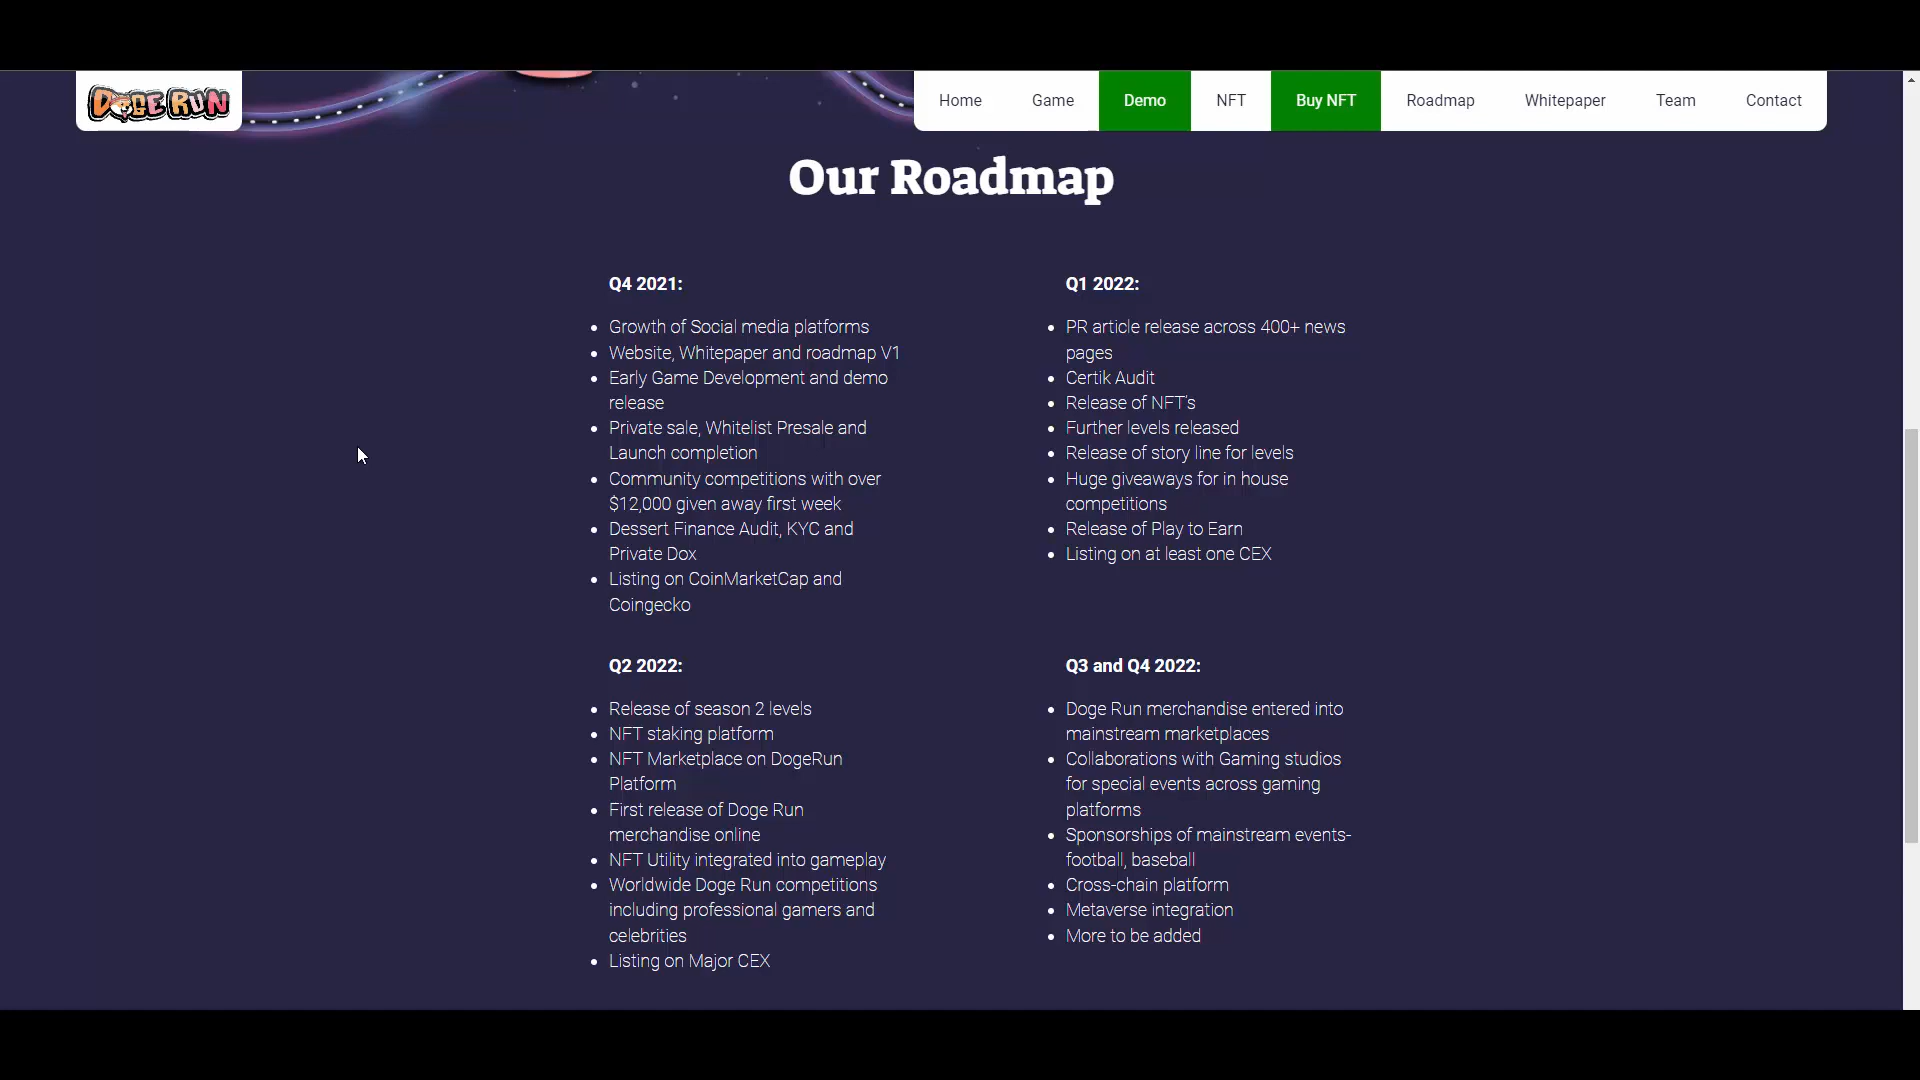 DOGE RUN
Home
Game
Demo
NFT
Buy NFT
Roadmap
Whitepaper
Team
Contact
Our Roadmap
Q4 2021:
Growth of Social media platforms
Website, Whitepaper and roadmap V1
Early Game Development and demo
release
Private sale, Whitelist Presale and
Launch completion
Community competitions with over
$12,000 given away first week
Dessert Finance Audit, KYC and
Private Dox
Listing on CoinMarketCap and
Coingecko
Q1 2022:
PR article release across 400+ news
pages
Certik Audit
Release of NFT's
Further levels released
Release of story line for levels
Huge giveaways for in house
competitions
Release of Play to Earn
Listing on at least one CEX
Q2 2022:
Release of season 2 levels
NFT staking platform
NFT Marketplace on DogeRun
Platform
First release of Doge Run
merchandise online
NFT Utility integrated into gameplay
Worldwide Doge Run competitions
including professional gamers and
celebrities
Listing on Major CEX
Q3 and Q4 2022:
Doge Run merchandise entered into
mainstream marketplaces
Collaborations with Gaming studios
for special events across gaming
platforms
Sponsorships of mainstream events-
football, baseball
Cross-chain platform
Metaverse integration
More to be added